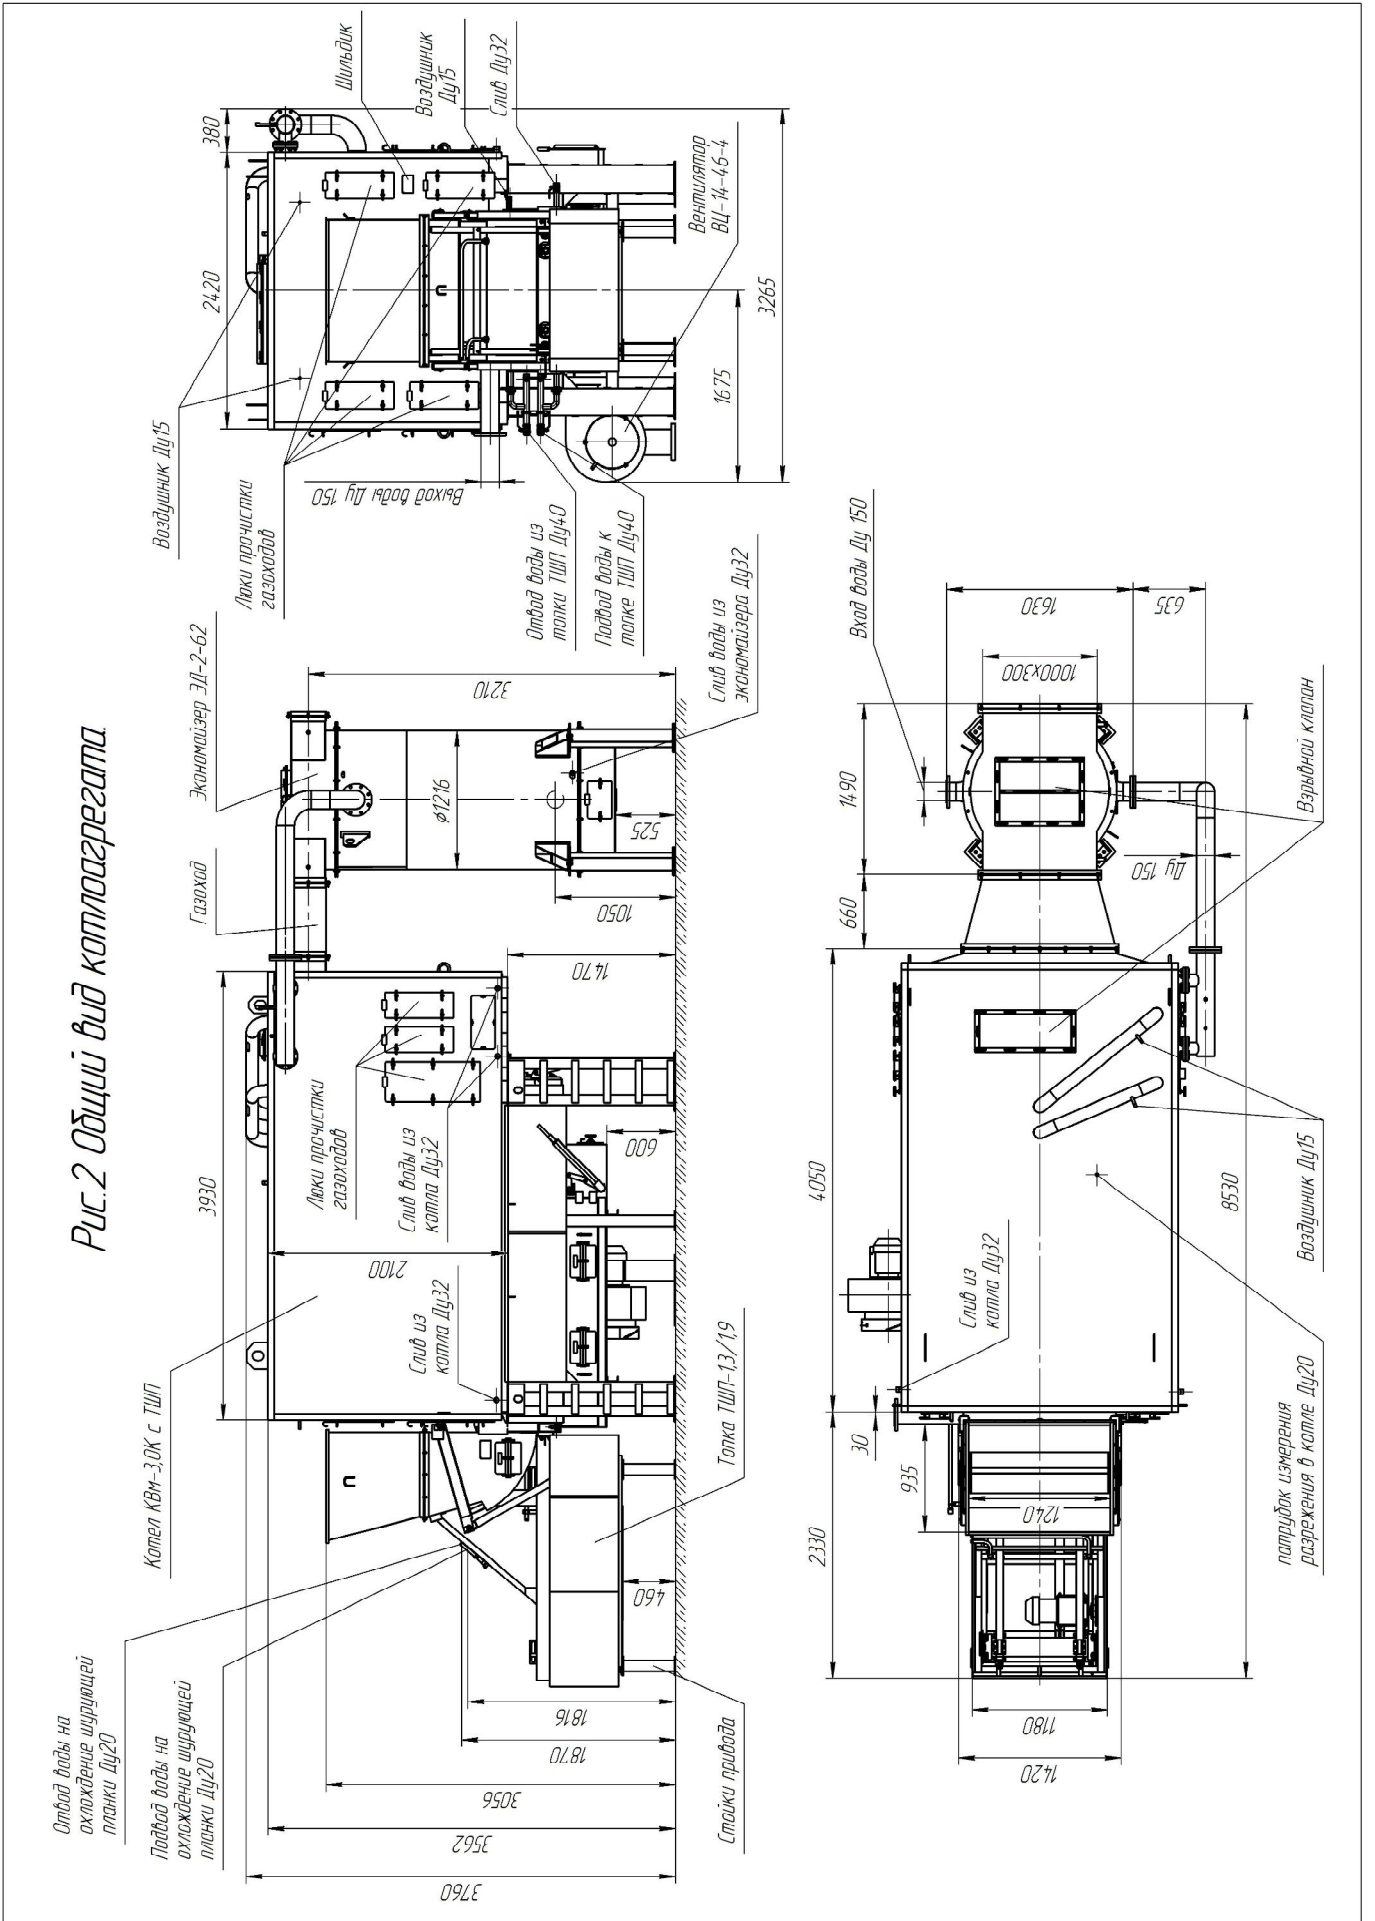 Рис.2 Общий вид котлоагрегата.
Отвод воды на
охлаждение шурующей
планки Ду20
Подвод воды на
охлаждение шурующей
планки Ду20
Котел КВм-3,0К с ТШП
3930
Газоход
Экономайзер ЭД-2-Б2
Люки прочистки
газоходов
Слив воды из
котла Ду32
2100
Слив из
котла Ду32
3760
3562
3056
1870
1816
460
600
1470
1050
525
ϕ1216
3210
Стойки привода
Топка ТШП-1,3/1,9
Слив воды из
экономайзера Ду32
Воздушник Ду15
Люки прочистки
газоходов
2420
380
Шильдик
Воздушник
Ду15
Слив Ду32
Вентилятор
ВЦ-14-46-4
Выход воды Ду 150
Отвод воды из
топки ТШП Ду40
Подвод воды к
топке ТШП Ду40
1675
3265
2330
30
935
4050
660
1490
Вход воды Ду 150
1630
635
1000х300
Ду 150
Слив из
котла Ду32
1240
1180
1420
8530
патрубок измерения
разрежения в котле Ду20
Воздушник Ду15
Взрывной клапан